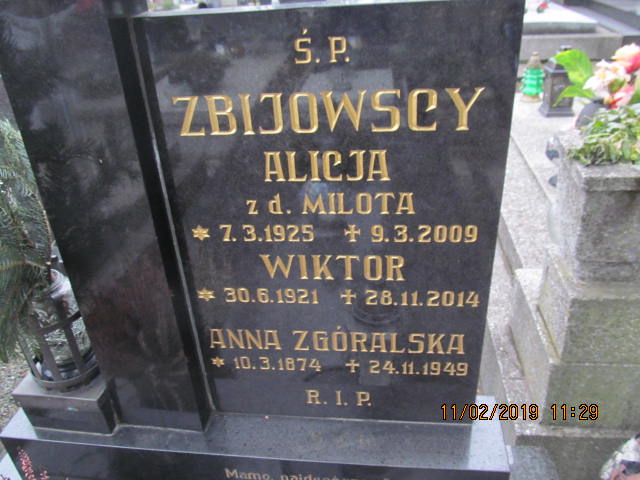 Ś. P.
ZBIJOWSCY
ALICJA
z d. MILOTA
* 7.3.1925 ✝ 9.3.2009
WIKTOR
* 30.6.1921 ✝ 28.11.2014
ANNA ZGÓRALSKA
* 10.3.1874 ✝ 24.11.1949
R. I. P.
11/02/2019 11:29
Mamo,